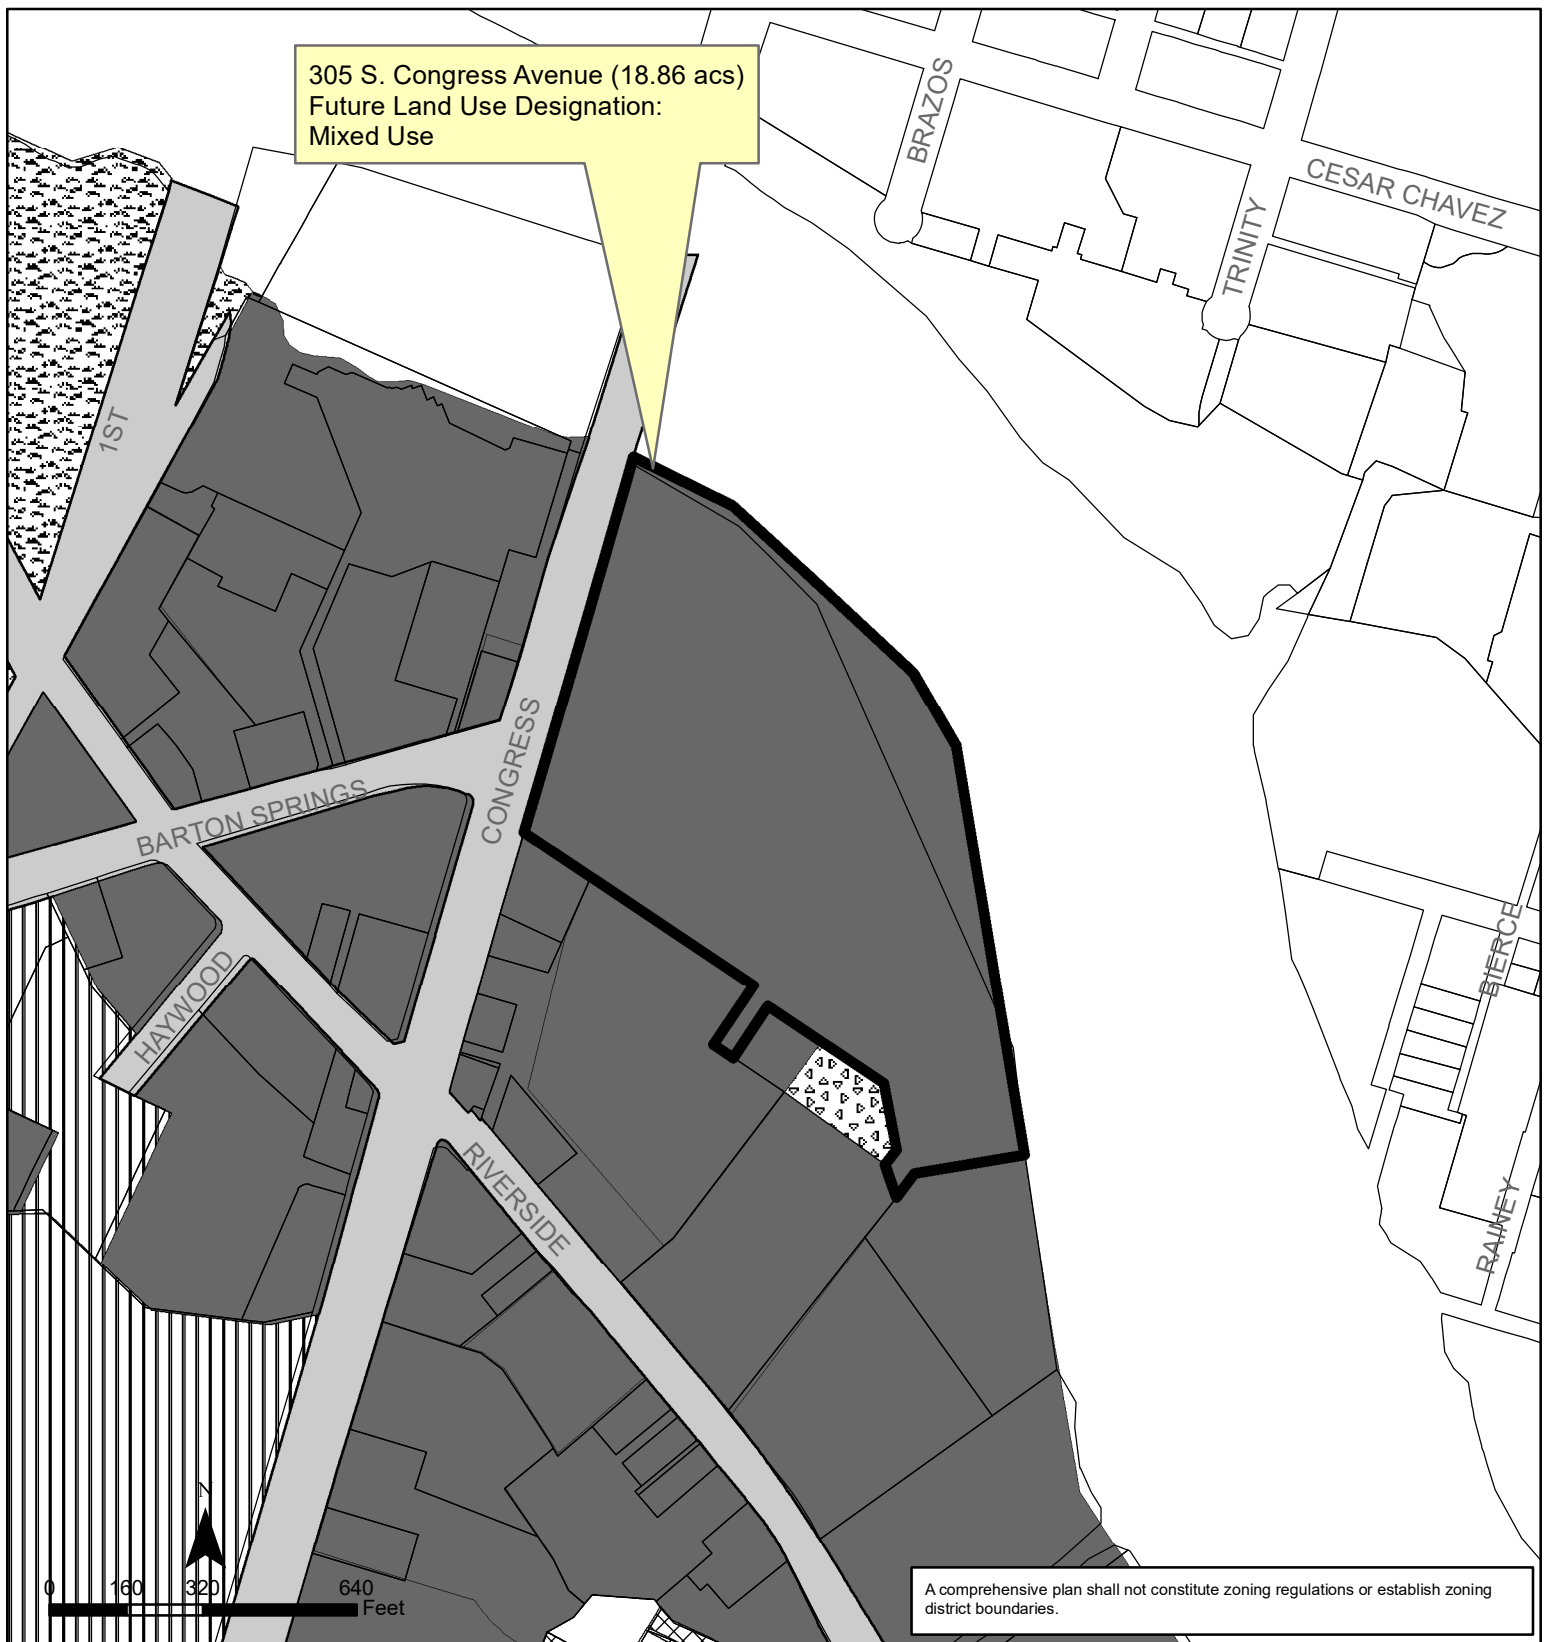 305 S. Congress Avenue (18.86 acs)
Future Land Use Designation:
Mixed Use
BRAZOS
CESAR CHAVEZ
TRINITY
1ST
CONGRESS
BARTON SPRINGS
HAYWOOD
BIERCE
RIVERSIDE
RAINEY
N
0 160 320 640
Feet
A comprehensive plan shall not constitute zoning regulations or establish zoning
district boundaries.